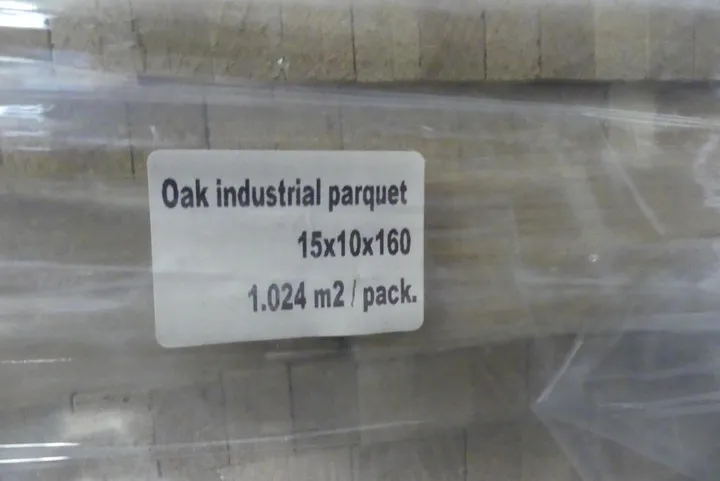 Oak industrial parquet
15x10x160
1.024 m2 / pack.